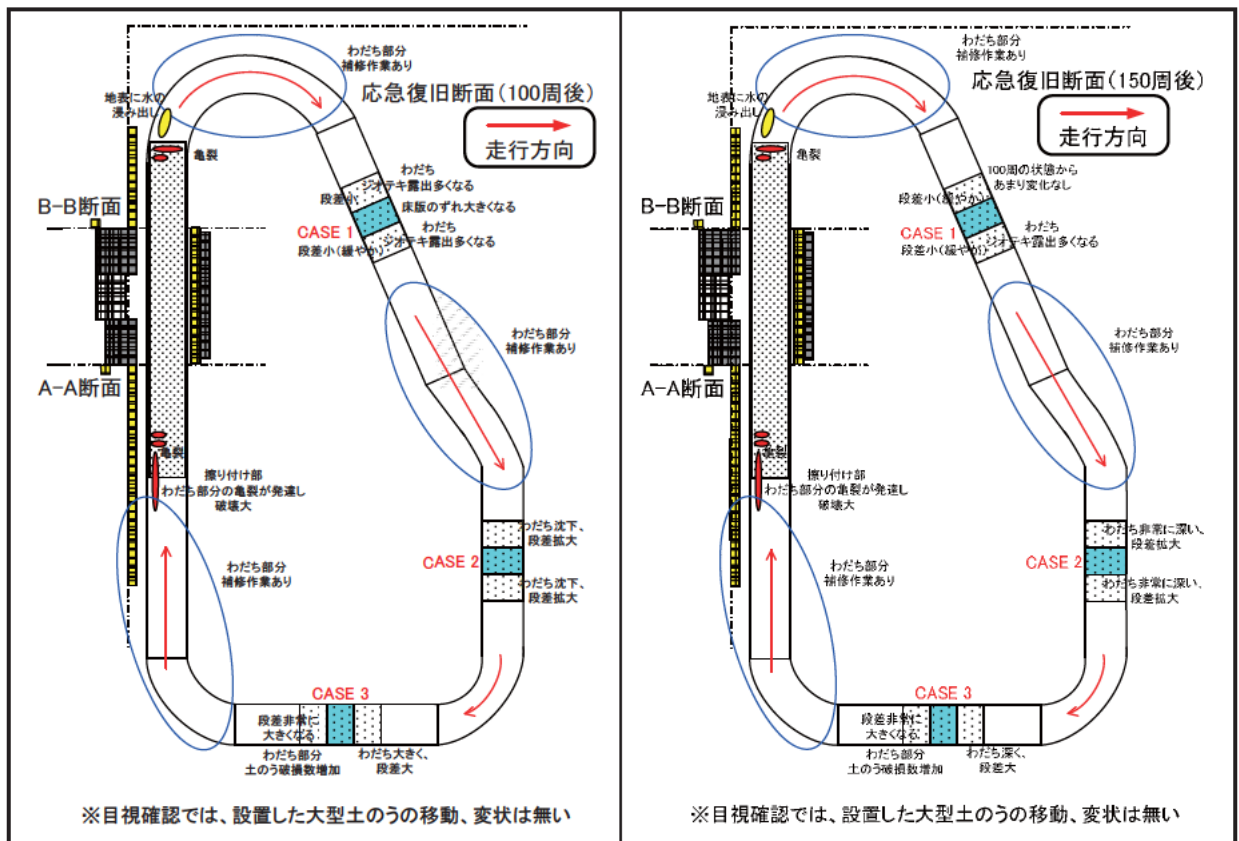 わだち部分
補修作業あり
応急復旧断面(100周後)
走行方向
地表に水の
浸み出し
亀裂
わだち
ジオテキ露出多くなる
段差小
床版のずれ大きくなる
B-B断面
CASE 1
わだち
ジオテキ露出多くなる
段差小(緩やか)
わだち部分
補修作業あり
A-A断面
亀裂
擦り付け部
わだち部分の亀裂が発達し
破壊大
わだち沈下、
段差拡大
CASE 2
わだち部分
補修作業あり
わだち沈下、
段差拡大
CASE 3
段差非常に
大きくなる
わだち部分
土のう破損数増加
わだち大きく、
段差大
※目視確認では、設置した大型土のうの移動、変状は無い
わだち部分
補修作業あり
応急復旧断面(150周後)
走行方向
地表に水の
浸み出し
亀裂
100周の状態から
あまり変化なし
段差小(緩やか)
B-B断面
CASE 1
わだち
ジオテキ露出多くなる
段差小(緩やか)
わだち部分
補修作業あり
A-A断面
亀裂
擦り付け部
わだち部分の亀裂が発達し
破壊大
わだち非常に深い、
段差拡大
CASE 2
わだち部分
補修作業あり
わだち非常に深い、
段差拡大
CASE 3
段差非常に
大きくなる
わだち部分
土のう破損数増加
わだち深く、
段差大
※目視確認では、設置した大型土のうの移動、変状は無い